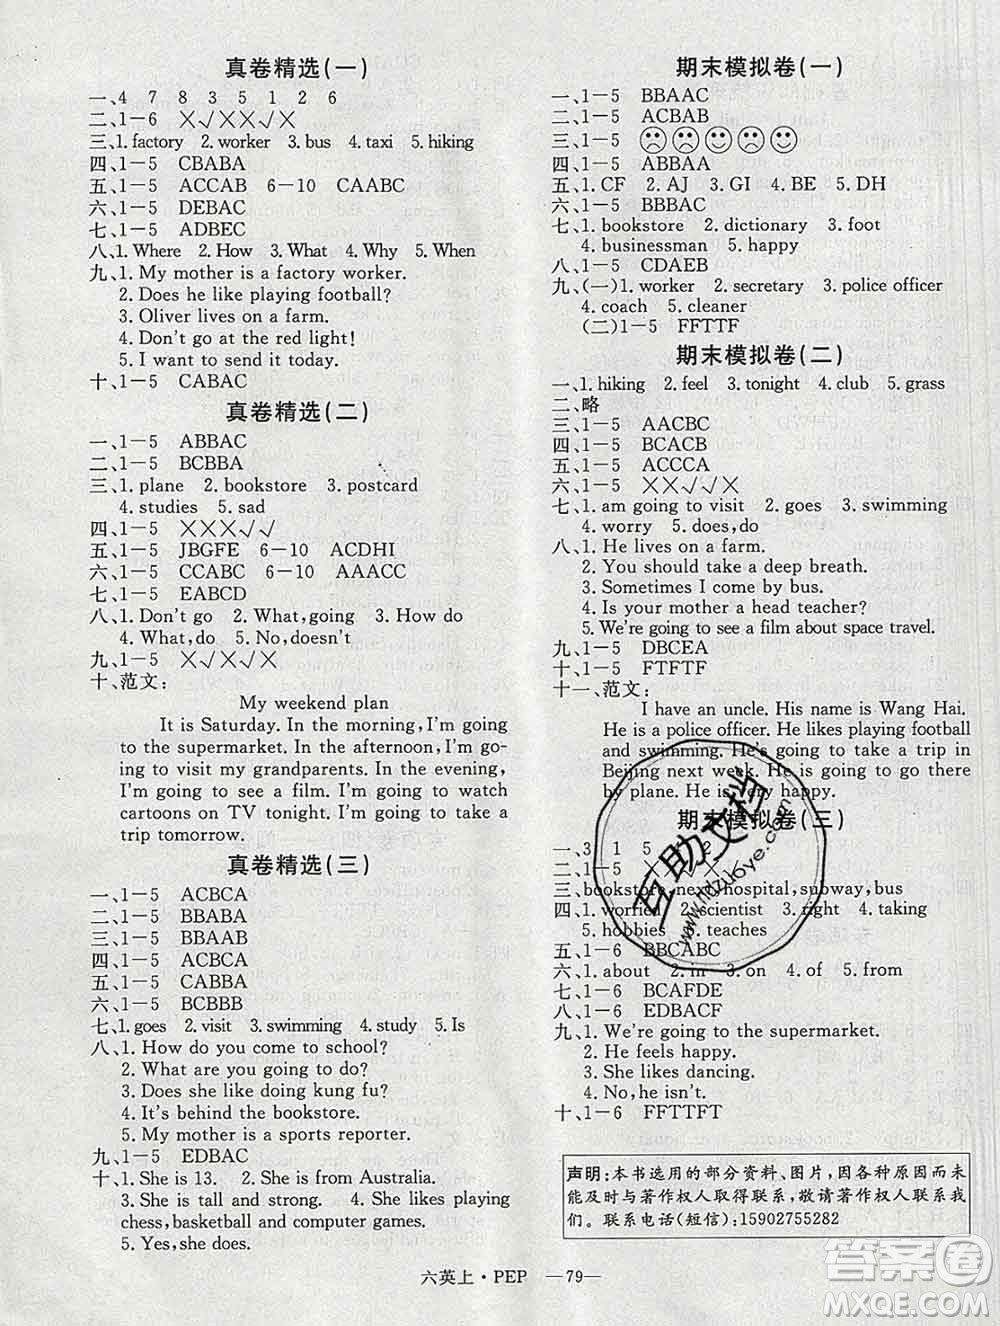 真卷精选(一)
一、4 7 8 3 5 1 2 6
二、1－6 ×√××√×
三、1. factory 2. worker 3. bus 4. taxi 5. hiking
四、1－5 CBABA
五、1－5 ACCAB 6－10 CAABC
六、1－5 DEBAC
七、1－5 ADBEC
八、1. Where 2. How 3. What 4. Why 5. When
九、1. My mother is a factory worker.
2. Does he like playing football?
3. Oliver lives on a farm.
4. Don't go at the red light!
5. I want to send it today.
十、1－5 CABAC
真卷精选(二)
一、1－5 ABBAC
二、1－5 BCBBA
三、1. plane 2. bookstore 3. postcard
4. studies 5. sad
四、1－5 ×××√√
五、1－5 JBGFE 6－10 ACDHI
六、1－5 CCABC 6－10 AAACC
七、1－5 EABCD
八、1. Don't go 2. What, going 3. How do
4. What, do 5. No, doesn't
九、1－5 ×√×√×
十、范文：
My weekend plan
It is Saturday. In the morning, I'm going
to the supermarket. In the afternoon, I'm go-
ing to visit my grandparents. In the evening,
I'm going to see a film. I'm going to watch
cartoons on TV tonight. I'm going to take a
trip tomorrow.
真卷精选(三)
一、1－5 ACBCA
二、1－5 BBABA
三、1－5 BBAAB
四、1－5 ACBCA
五、1－5 CABBA
六、1－5 BCBBB
七、1. goes 2. visit 3. swimming 4. study 5. Is
八、1. How do you come to school?
2. What are you going to do?
3. Does she like doing kung fu?
4. It's behind the bookstore.
5. My mother is a sports reporter.
九、1－5 EDBAC
十、1. She is 13. 2. She is from Australia.
3. She is tall and strong. 4. She likes playing
chess, basketball and computer games.
5. Yes, she does.
期末模拟卷(一)
一、1－5 BBAAC
二、1－5 ACBAB
三、1－5
四、1－5 ABBAA
五、1. CF 2. AJ 3. GI 4. BE 5. DH
六、1－5 BBBAC
七、1. bookstore 2. dictionary 3. foot
4. businessman 5. happy
八、1－5 CDAEB
九、(一)1. worker 2. secretary 3. police officer
4. coach 5. cleaner
(二)1－5 FFTTF
期末模拟卷(二)
一、1. hiking 2. feel 3. tonight 4. club 5. grass
二、略
三、1－5 AACBC
四、1－5 BCACB
五、1－5 ACCCA
六、1－5 ××√√×
七、1. am going to visit 2. goes 3. swimming
4. worry 5. does, do
八、1. He lives on a farm.
2. You should take a deep breath.
3. Sometimes I come by bus.
4. Is your mother a head teacher?
5. We're going to see a film about space travel.
九、1－5 DBCEA
十、1－5 FTFTF
十一、范文：
I have an uncle. His name is Wang Hai.
He is a police officer. He likes playing football
and swimming. He's going to take a trip in
Beijing next week. He is going to go there
by plane. He is very happy.
期末模拟卷(三)
一、3 1 5 2
二、1－5
三、bookstore, next, hospital, subway, bus
四、1. worried 2. scientist 3. right 4. taking
5. hobbies 6. teaches
五、1－6 BBCABC
六、1. about 2. in 3. on 4. of 5. from
七、1－6 BCAFDE
八、1－6 EDBACF
九、1. We're going to the supermarket.
2. He feels happy.
3. She likes dancing.
4. No, he isn't.
十、1－6 FFTTFT
声明：本书选用的部分资料、图片，因各种原因而未
能及时与著作权人取得联系，敬请著作权人联系我
们。联系电话(短信)：15902755282
互助文档
www.hdzuoye.com
六英上·PEP —79—
答案圈
MXQE.COM